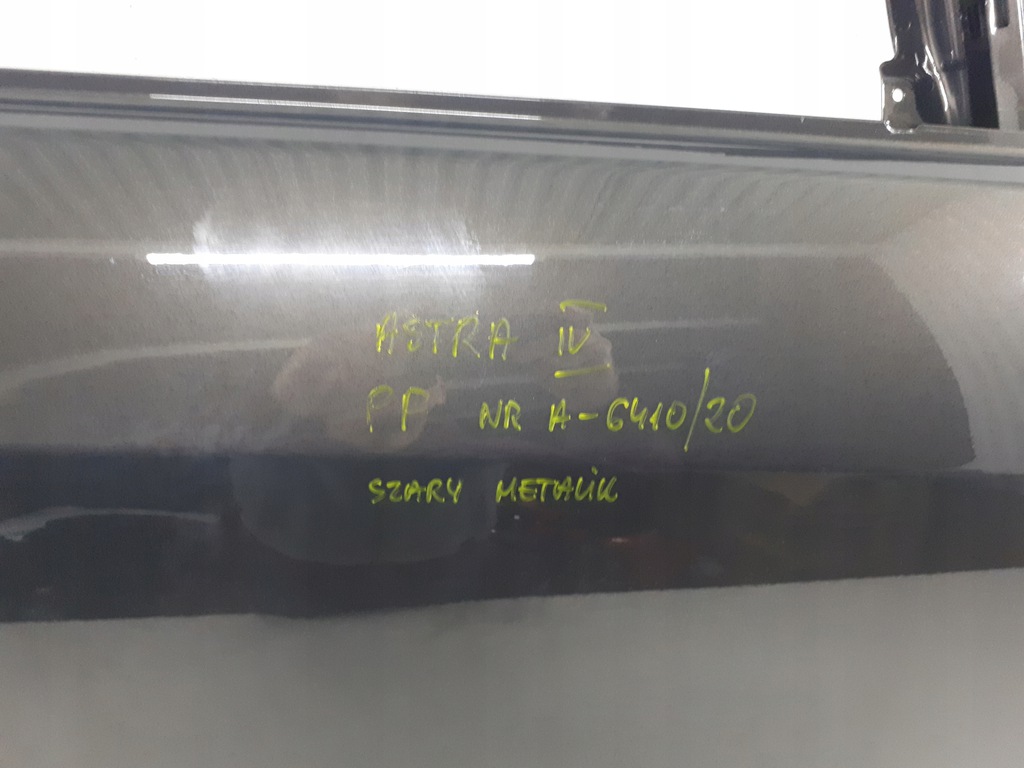 ASTRA IV
PP NR A-6410/20
SZARY METALIK